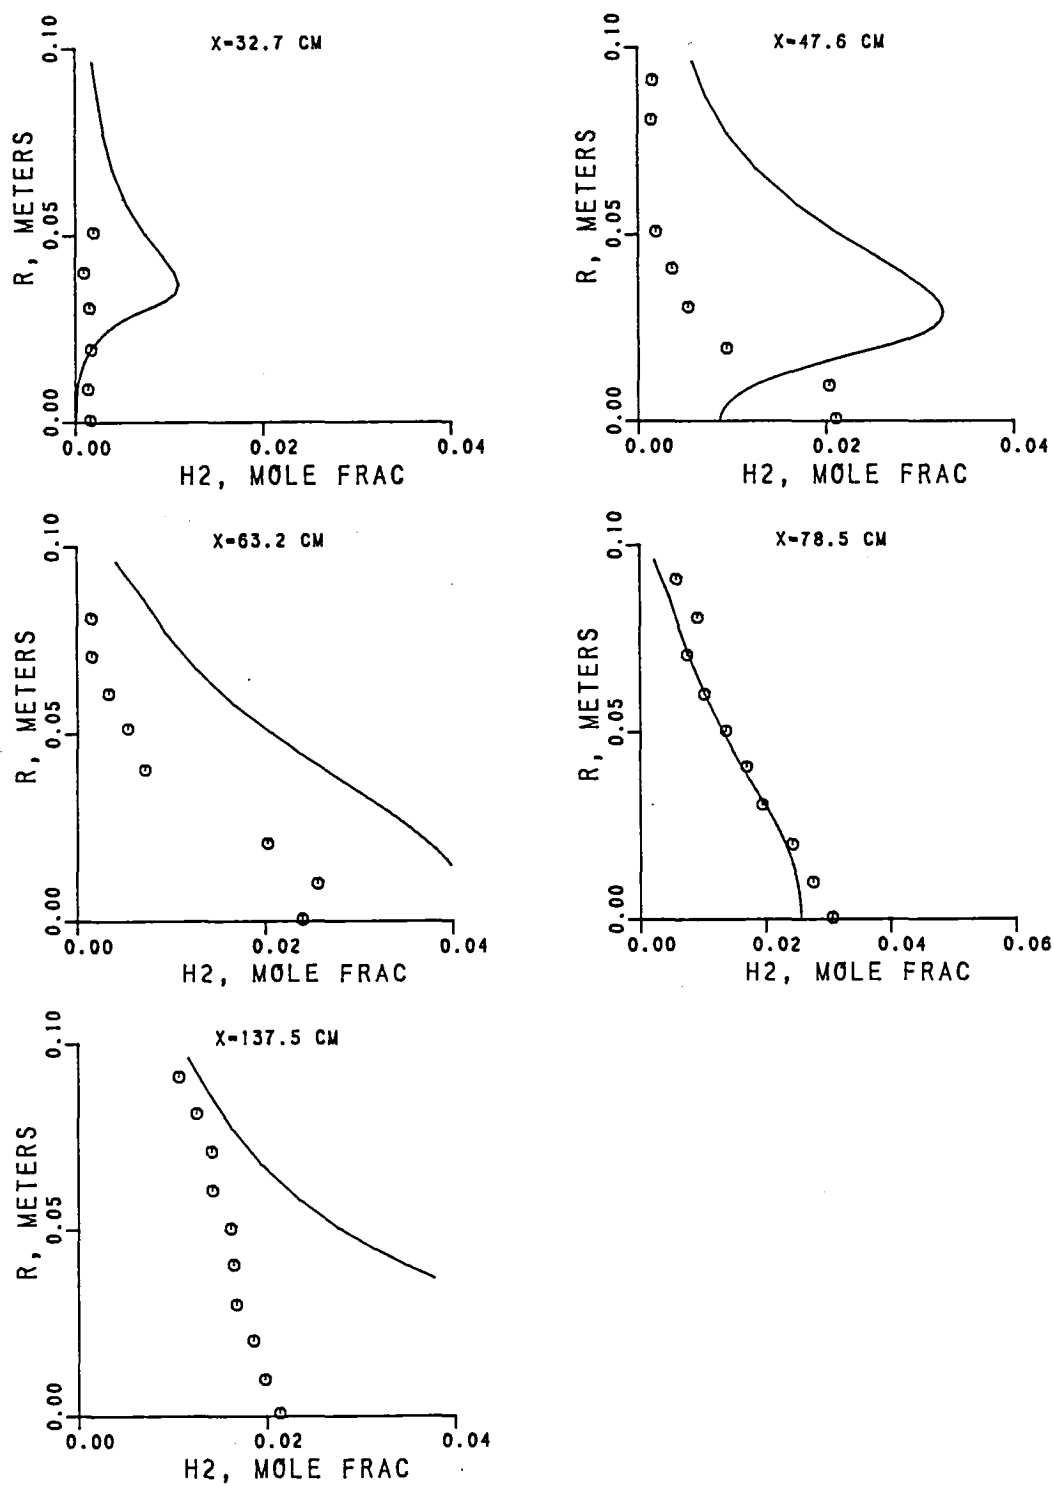 X=32.7 CM
0.10
0.05
0.00
R, METERS
0.00 0.02 0.04
H2, MOLE FRAC
X=47.6 CM
0.10
0.05
0.00
R, METERS
0.00 0.02 0.04
H2, MOLE FRAC
X=63.2 CM
0.10
0.05
0.00
R, METERS
0.00 0.02 0.04
H2, MOLE FRAC
X=78.5 CM
0.10
0.05
0.00
R, METERS
0.00 0.02 0.04 0.06
H2, MOLE FRAC
X=137.5 CM
0.10
0.05
0.00
R, METERS
0.00 0.02 0.04
H2, MOLE FRAC